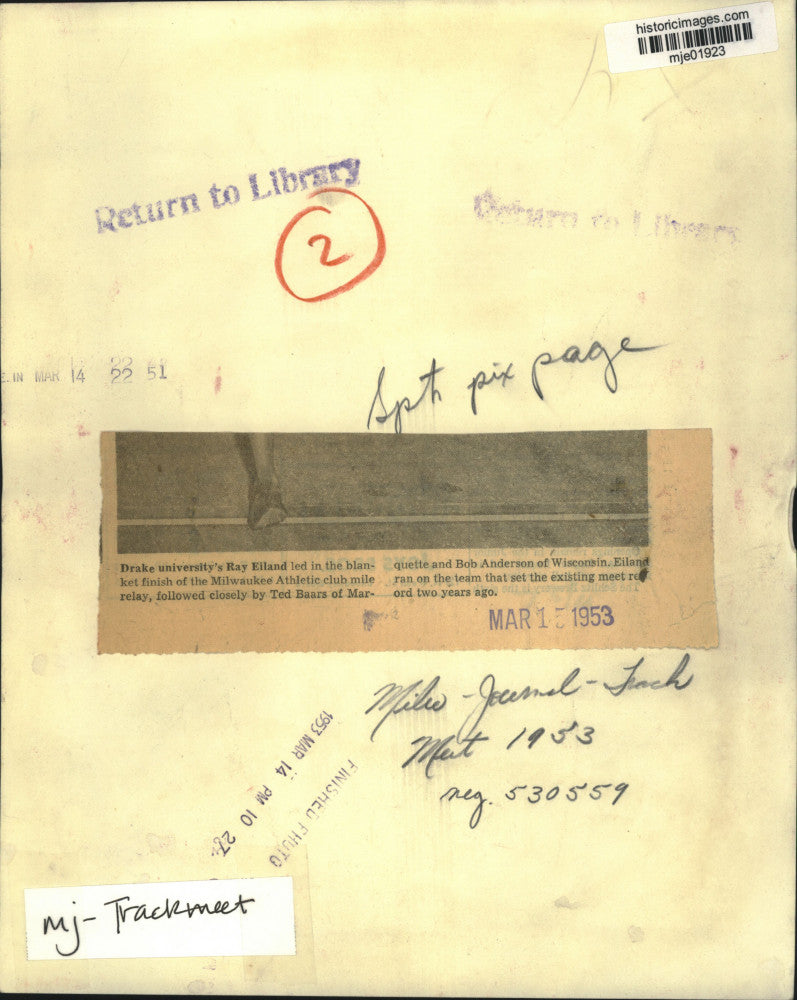 historicimages.com
mje01923
Return to Library
Return to Library
2
E IN MAR 14 22 51
Spt pix page
Drake university's Ray Eiland led in the blan-
ket finish of the Milwaukee Athletic club mile
relay, followed closely by Ted Baars of Mar-
quette and Bob Anderson of Wisconsin. Eiland
ran on the team that set the existing meet rec-
ord two years ago.
MAR 15 1953
Milw - Journal - Track
Meet 1953
neg. 530559
1953 MAR 14 PM 10 27
FINISHED PHOTO
mj- Trackmeet